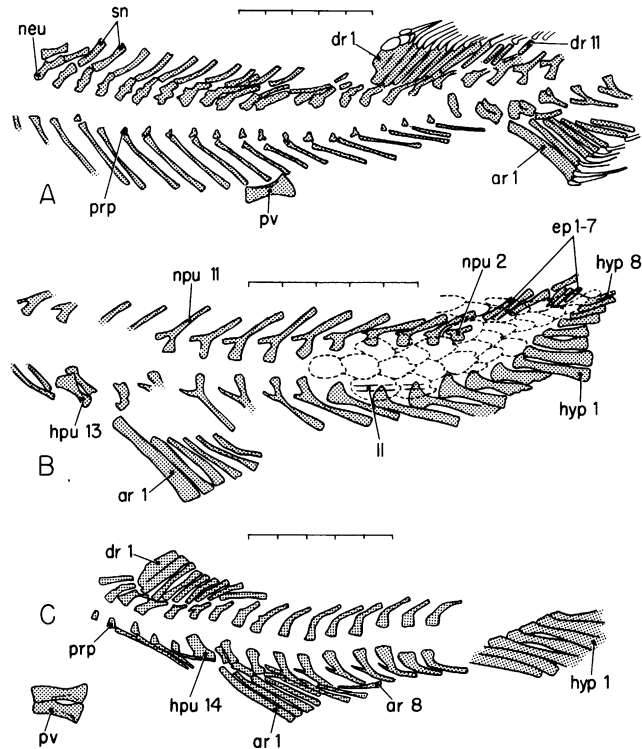 neu
sn
dr 1
dr 11
A
prp
pv
ar 1
npu 11
npu 2
ep 1-7
hyp 8
hpu 13
ll
hyp 1
B
ar 1
dr 1
C
prp
hpu 14
ar 8
hyp 1
pv
ar 1